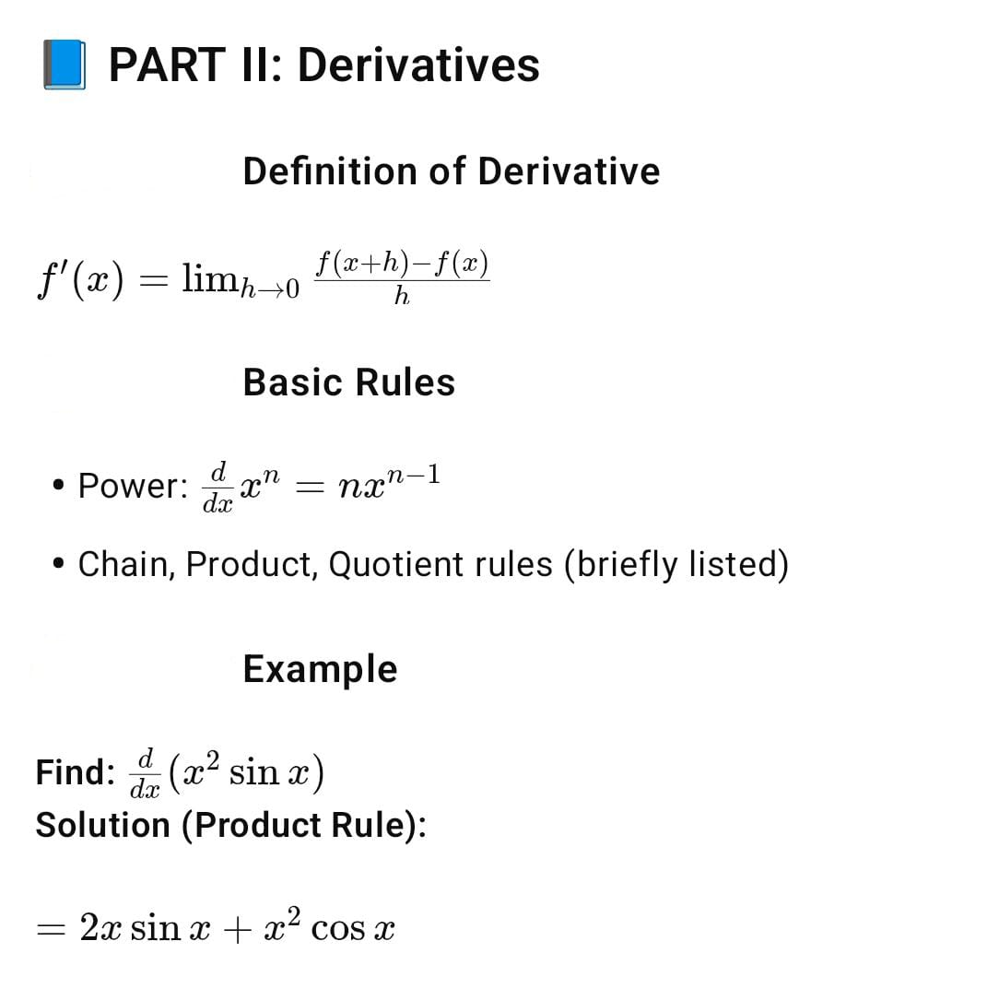 📘 PART II: Derivatives
Definition of Derivative
f′(x) = lim_{h→0} \frac{f(x+h)−f(x)}{h}
Basic Rules
• Power: \frac{d}{dx} x^n = nx^{n−1}
• Chain, Product, Quotient rules (briefly listed)
Example
Find: \frac{d}{dx}(x^2 sin x)
Solution (Product Rule):
= 2x sin x + x^2 cos x